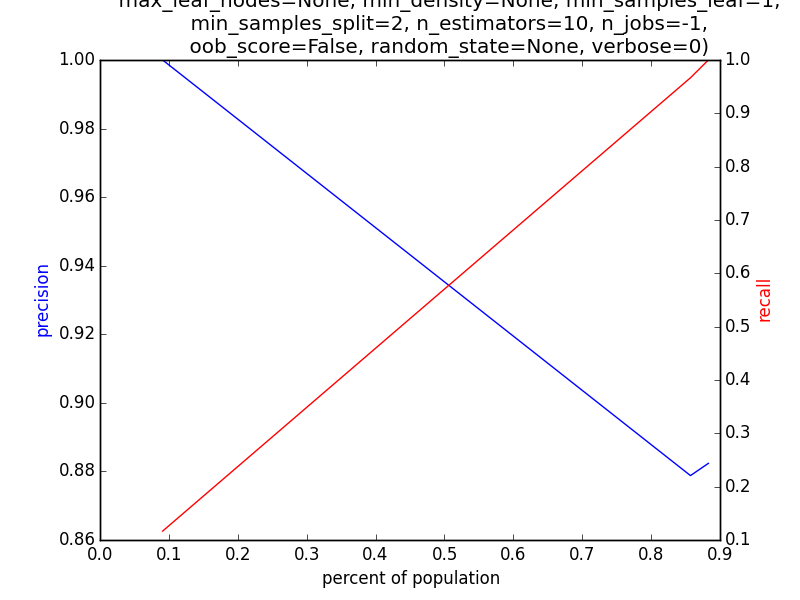 max_leaf_nodes=None, min_density=None, min_samples_leaf=1,
min_samples_split=2, n_estimators=10, n_jobs=-1,
oob_score=False, random_state=None, verbose=0)
1.00
0.98
0.96
0.94
0.92
0.90
0.88
0.86
precision
1.0
0.9
0.8
0.7
0.6
0.5
0.4
0.3
0.2
0.1
recall
0.0 0.1 0.2 0.3 0.4 0.5 0.6 0.7 0.8 0.9
percent of population